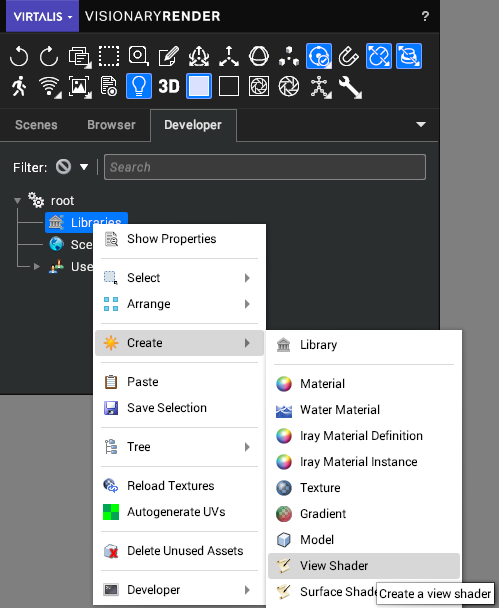 VIRTALIS VISIONARYRENDER ?
3D
Scenes Browser Developer
Filter: Search
root
Libraries
Sce
Use
Show Properties
Select
Arrange
Create
Paste
Save Selection
Tree
Reload Textures
Autogenerate UVs
Delete Unused Assets
Developer
Library
Material
Water Material
Iray Material Definition
Iray Material Instance
Texture
Gradient
Model
View Shader
Surface Shade
Create a view shader